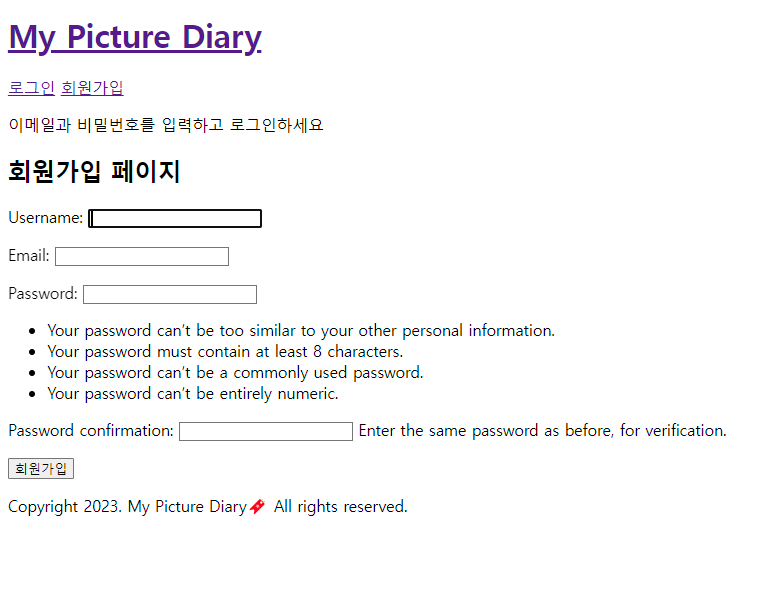 My Picture Diary
로그인 회원가입
이메일과 비밀번호를 입력하고 로그인하세요
회원가입 페이지
Username:
Email:
Password:
• Your password can't be too similar to your other personal information.
• Your password must contain at least 8 characters.
• Your password can't be a commonly used password.
• Your password can't be entirely numeric.
Password confirmation: Enter the same password as before, for verification.
회원가입
Copyright 2023. My Picture Diary All rights reserved.